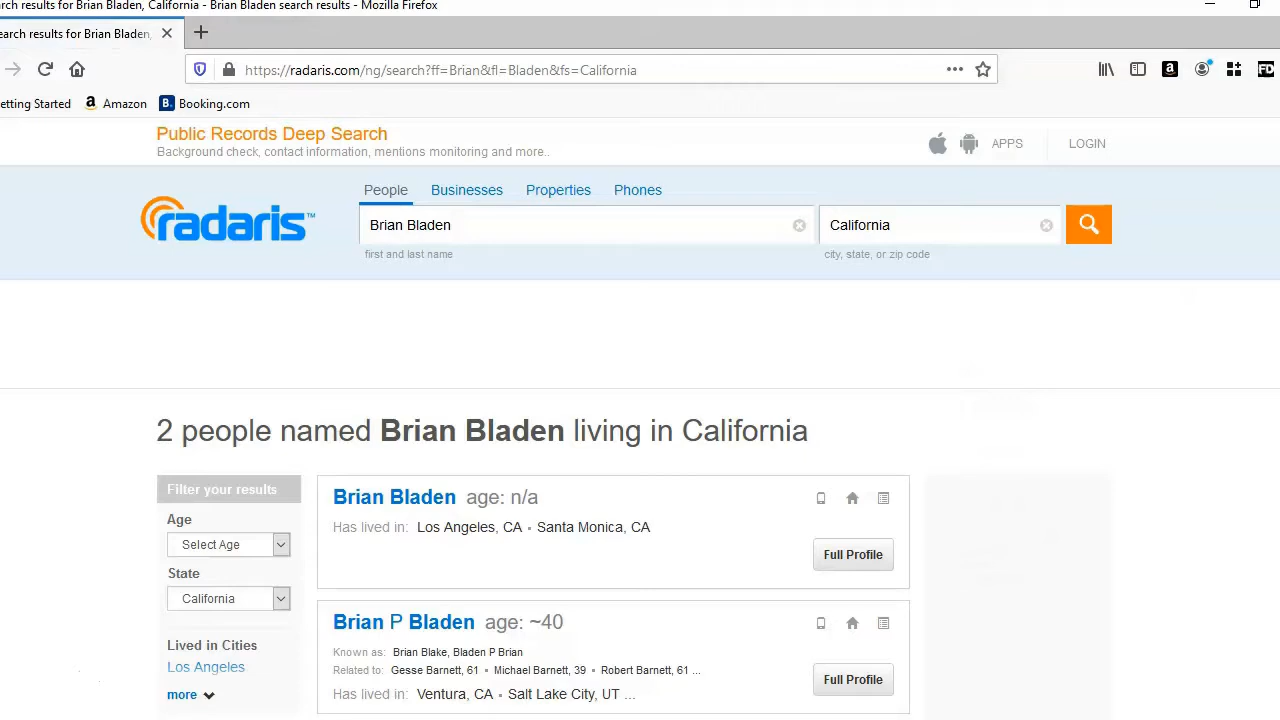 rch results for Brian Bladen, California - Brian Bladen search results - Mozilla Firefox
earch results for Brian Bladen,
https://radaris.com/ng/search?ff=Brian&fl=Bladen&fs=California
etting Started Amazon B. Booking.com
FD
Public Records Deep Search
Background check, contact information, mentions monitoring and more..
APPS LOGIN
People Businesses Properties Phones
radaris™
Brian Bladen California
first and last name city, state, or zip code
2 people named Brian Bladen living in California
Filter your results
Age
Select Age
State
California
Lived in Cities
Los Angeles
more
Brian Bladen age: n/a
Has lived in: Los Angeles, CA ▪ Santa Monica, CA
Full Profile
Brian P Bladen age: ~40
Known as: Brian Blake, Bladen P Brian
Related to: Gesse Barnett, 61 ▪ Michael Barnett, 39 ▪ Robert Barnett, 61 ...
Has lived in: Ventura, CA ▪ Salt Lake City, UT ...
Full Profile